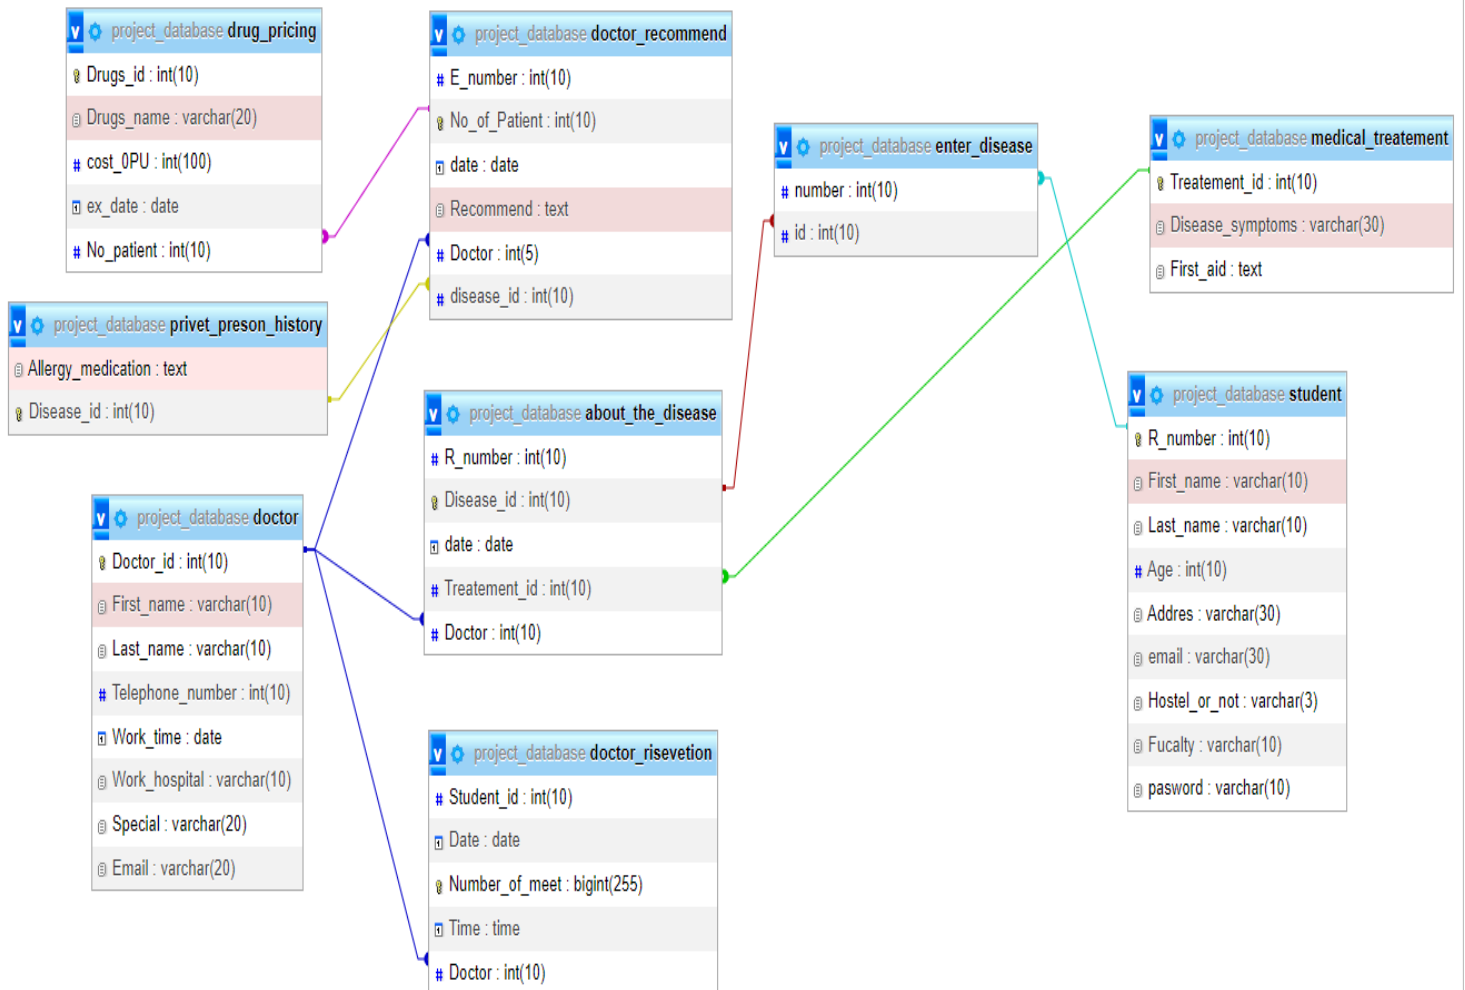 project_database drug_pricing
Drugs_id : int(10)
Drugs_name : varchar(20)
cost_0PU : int(100)
ex_date : date
No_patient : int(10)
project_database doctor_recommend
E_number : int(10)
No_of_Patient : int(10)
date : date
Recommend : text
Doctor : int(5)
disease_id : int(10)
project_database enter_disease
number : int(10)
id : int(10)
project_database medical_treatement
Treatement_id : int(10)
Disease_symptoms : varchar(30)
First_aid : text
project_database privet_preson_history
Allergy_medication : text
Disease_id : int(10)
project_database about_the_disease
R_number : int(10)
Disease_id : int(10)
date : date
Treatement_id : int(10)
Doctor : int(10)
project_database student
R_number : int(10)
First_name : varchar(10)
Last_name : varchar(10)
Age : int(10)
Addres : varchar(30)
email : varchar(30)
Hostel_or_not : varchar(3)
Fucalty : varchar(10)
pasword : varchar(10)
project_database doctor
Doctor_id : int(10)
First_name : varchar(10)
Last_name : varchar(10)
Telephone_number : int(10)
Work_time : date
Work_hospital : varchar(10)
Special : varchar(20)
Email : varchar(20)
project_database doctor_risevetion
Student_id : int(10)
Date : date
Number_of_meet : bigint(255)
Time : time
Doctor : int(10)